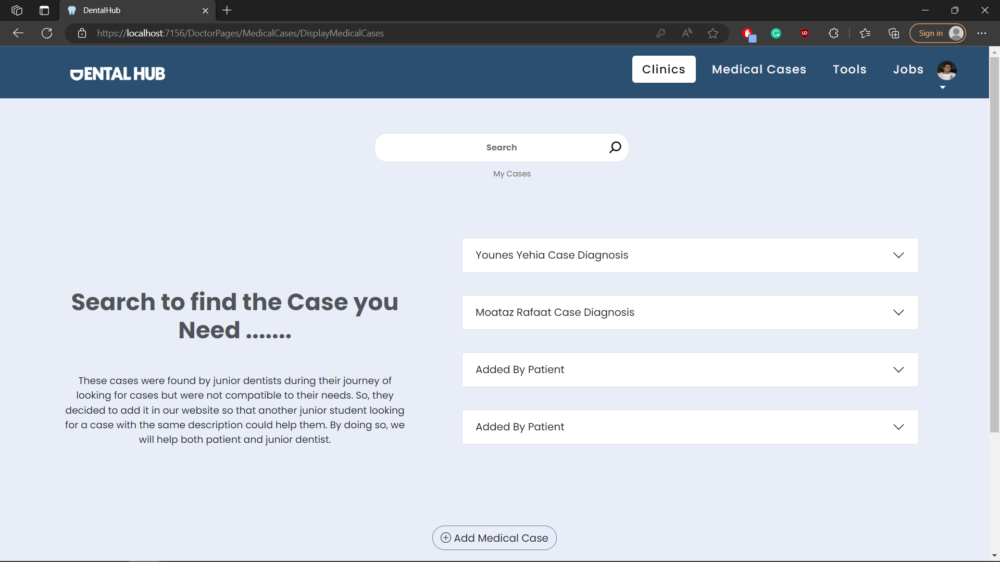 DentalHub
https://localhost:7156/DoctorPages/MedicalCases/DisplayMedicalCases
Sign in
DENTAL HUB
Clinics
Medical Cases
Tools
Jobs
Search
My Cases
Younes Yehia Case Diagnosis
Moataz Rafaat Case Diagnosis
Added By Patient
Added By Patient
Search to find the Case you
Need .......
These cases were found by junior dentists during their journey of
looking for cases but were not compatible to their needs. So, they
decided to add it in our website so that another junior student looking
for a case with the same description could help them. By doing so, we
will help both patient and junior dentist.
Add Medical Case